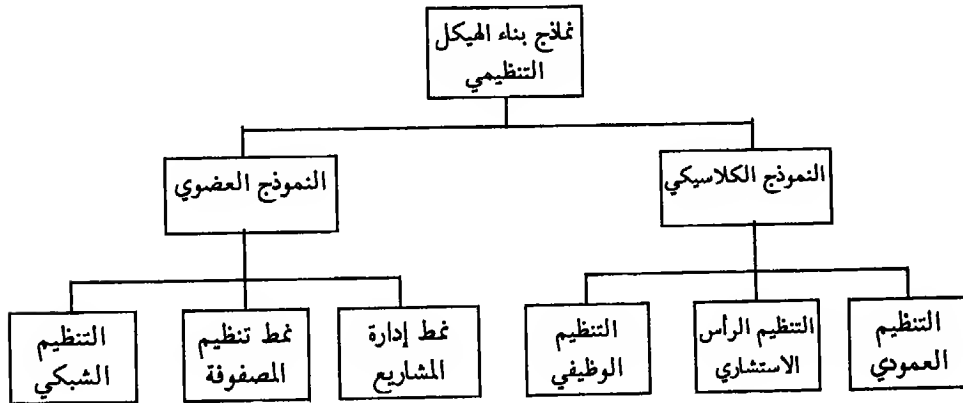 نماذج بناء الهيكل
التنظيمي
النموذج الكلاسيكي
النموذج العضوي
التنظيم
العمودي
التنظيم الرأس
الاستشاري
التنظيم
الوظيفي
نمط إدارة
المشاريع
نمط تنظيم
المصفوفة
التنظيم
الشبكي